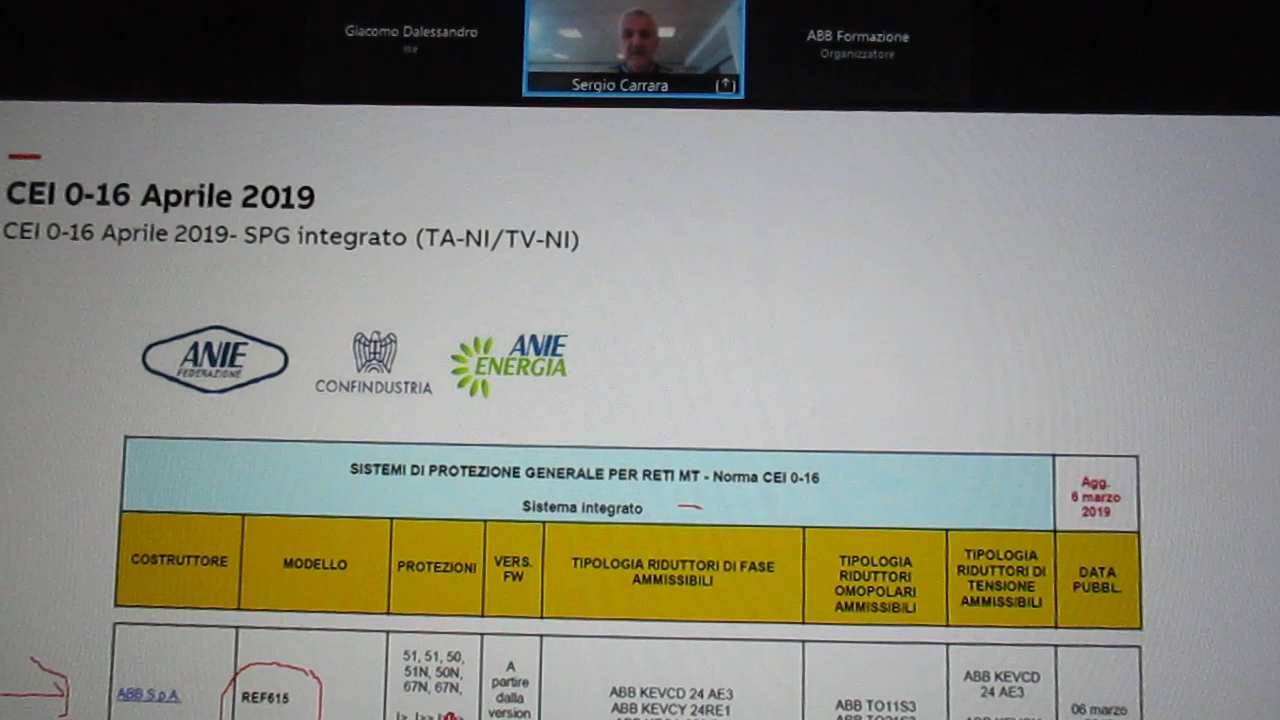 Giacomo Dalessandro
me
Sergio Carrara
ABB Formazione
Organizzatore
CEI 0-16 Aprile 2019
CEI 0-16 Aprile 2019- SPG integrato (TA-NI/TV-NI)
ANIE
FEDERAZIONE
CONFINDUSTRIA
ANIE
ENERGIA
SISTEMI DI PROTEZIONE GENERALE PER RETI MT - Norma CEI 0-16
Sistema integrato
Agg.
6 marzo
2019
COSTRUTTORE
MODELLO
PROTEZIONI
VERS.
FW
TIPOLOGIA RIDUTTORI DI FASE
AMMISSIBILI
TIPOLOGIA
RIDUTTORI
OMOPOLARI
AMMISSIBILI
TIPOLOGIA
RIDUTTORI DI
TENSIONE
AMMISSIBILI
DATA
PUBBL.
ABB S.p.A.
REF615
51, 51, 50,
51N, 50N,
67N, 67N,
A
partire
dalla
version
ABB KEVCD 24 AE3
ABB KEVCY 24RE1
ABB TO11S3
ABB KEVCD
24 AE3
06 marzo